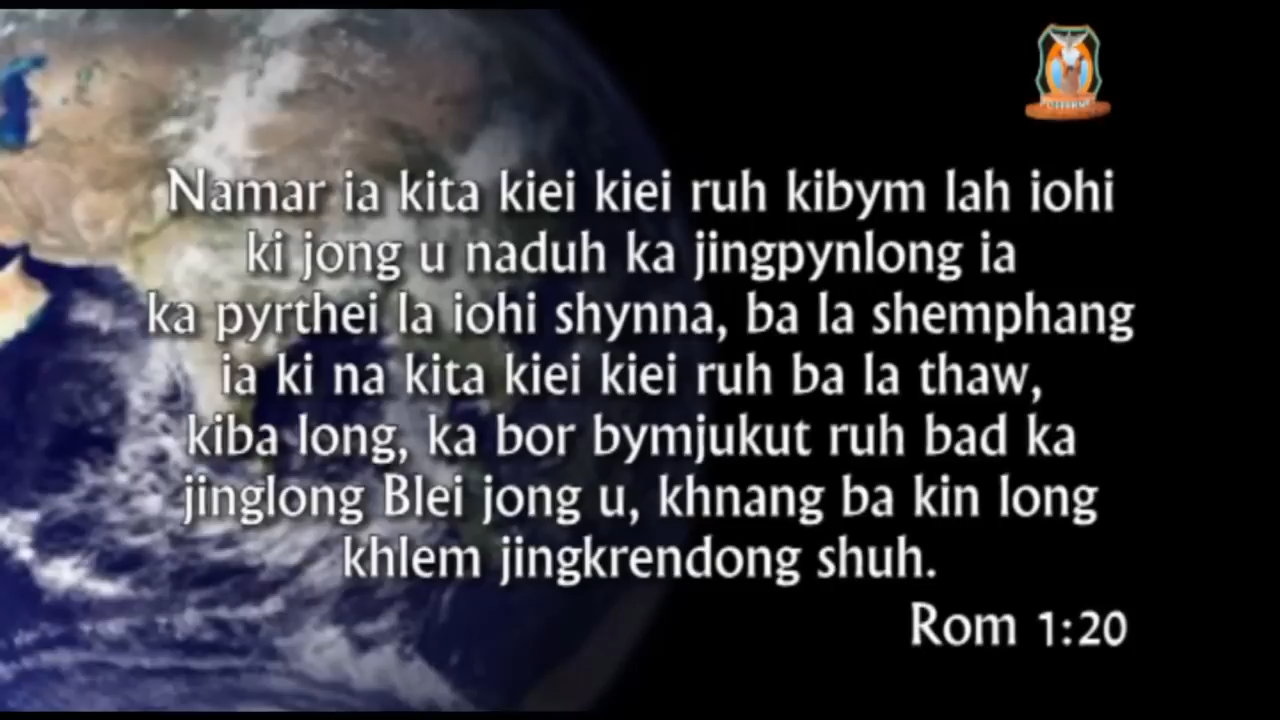 Namar ia kita kiei kiei ruh kibym lah iohi
ki jong u naduh ka jingpynlong ia
ka pyrthei la iohi shynna, ba la shemphang
ia ki na kita kiei kiei ruh ba la thaw,
kiba long, ka bor bymjukut ruh bad ka
jinglong Blei jong u, khnang ba kin long
khlem jingkrendong shuh.
Rom 1:20